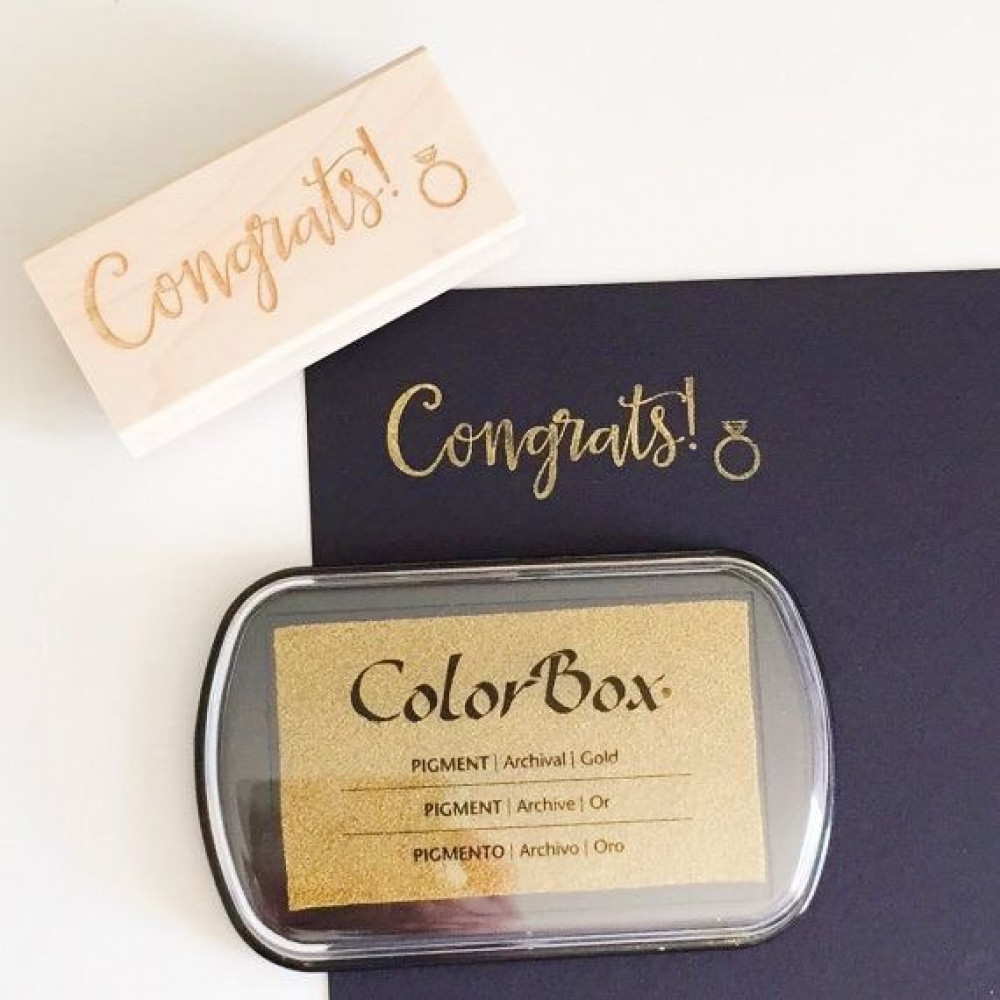 Congrats!
Congrats!
ColorBox
PIGMENT | Archival | Gold
PIGMENT | Archive | Or
PIGMENTO | Archivo | Oro